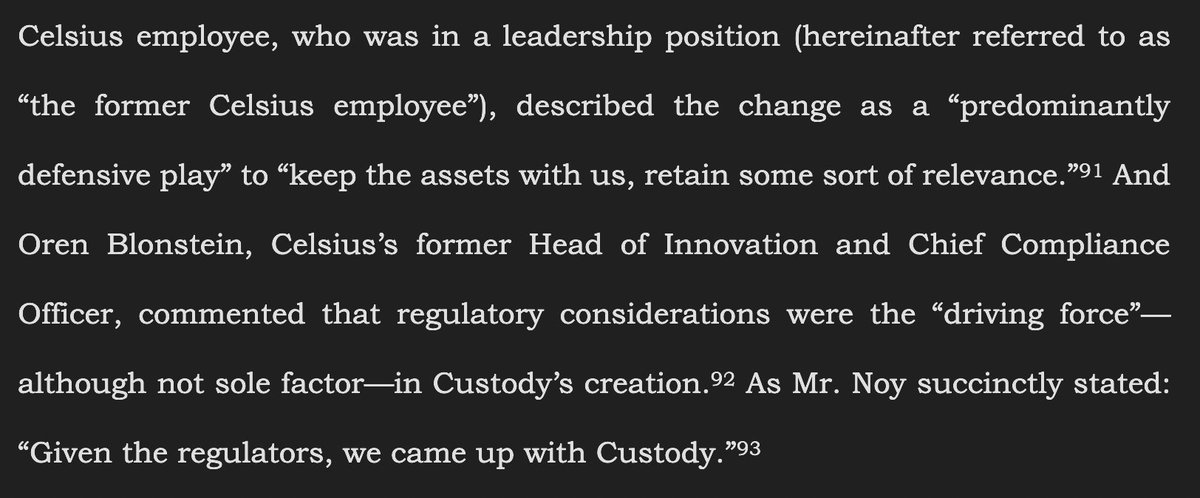 Celsius employee, who was in a leadership position (hereinafter referred to as
“the former Celsius employee”), described the change as a “predominantly
defensive play” to “keep the assets with us, retain some sort of relevance.”91 And
Oren Blonstein, Celsius’s former Head of Innovation and Chief Compliance
Officer, commented that regulatory considerations were the “driving force”—
although not sole factor—in Custody’s creation.92 As Mr. Noy succinctly stated:
“Given the regulators, we came up with Custody.”93